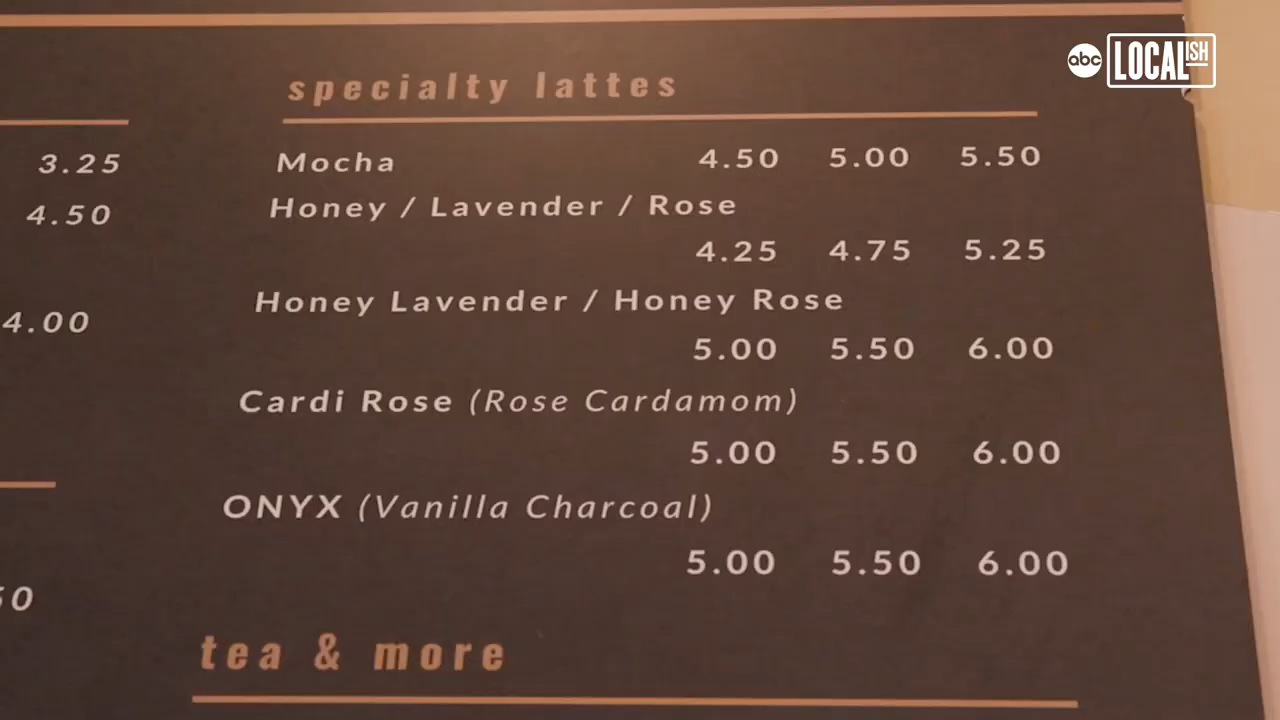 abc LOCALISH
specialty lattes
3.25
Mocha 4.50 5.00 5.50
4.50
Honey / Lavender / Rose
4.25 4.75 5.25
4.00
Honey Lavender / Honey Rose
5.00 5.50 6.00
Cardi Rose (Rose Cardamom)
5.00 5.50 6.00
ONYX (Vanilla Charcoal)
5.00 5.50 6.00
tea & more